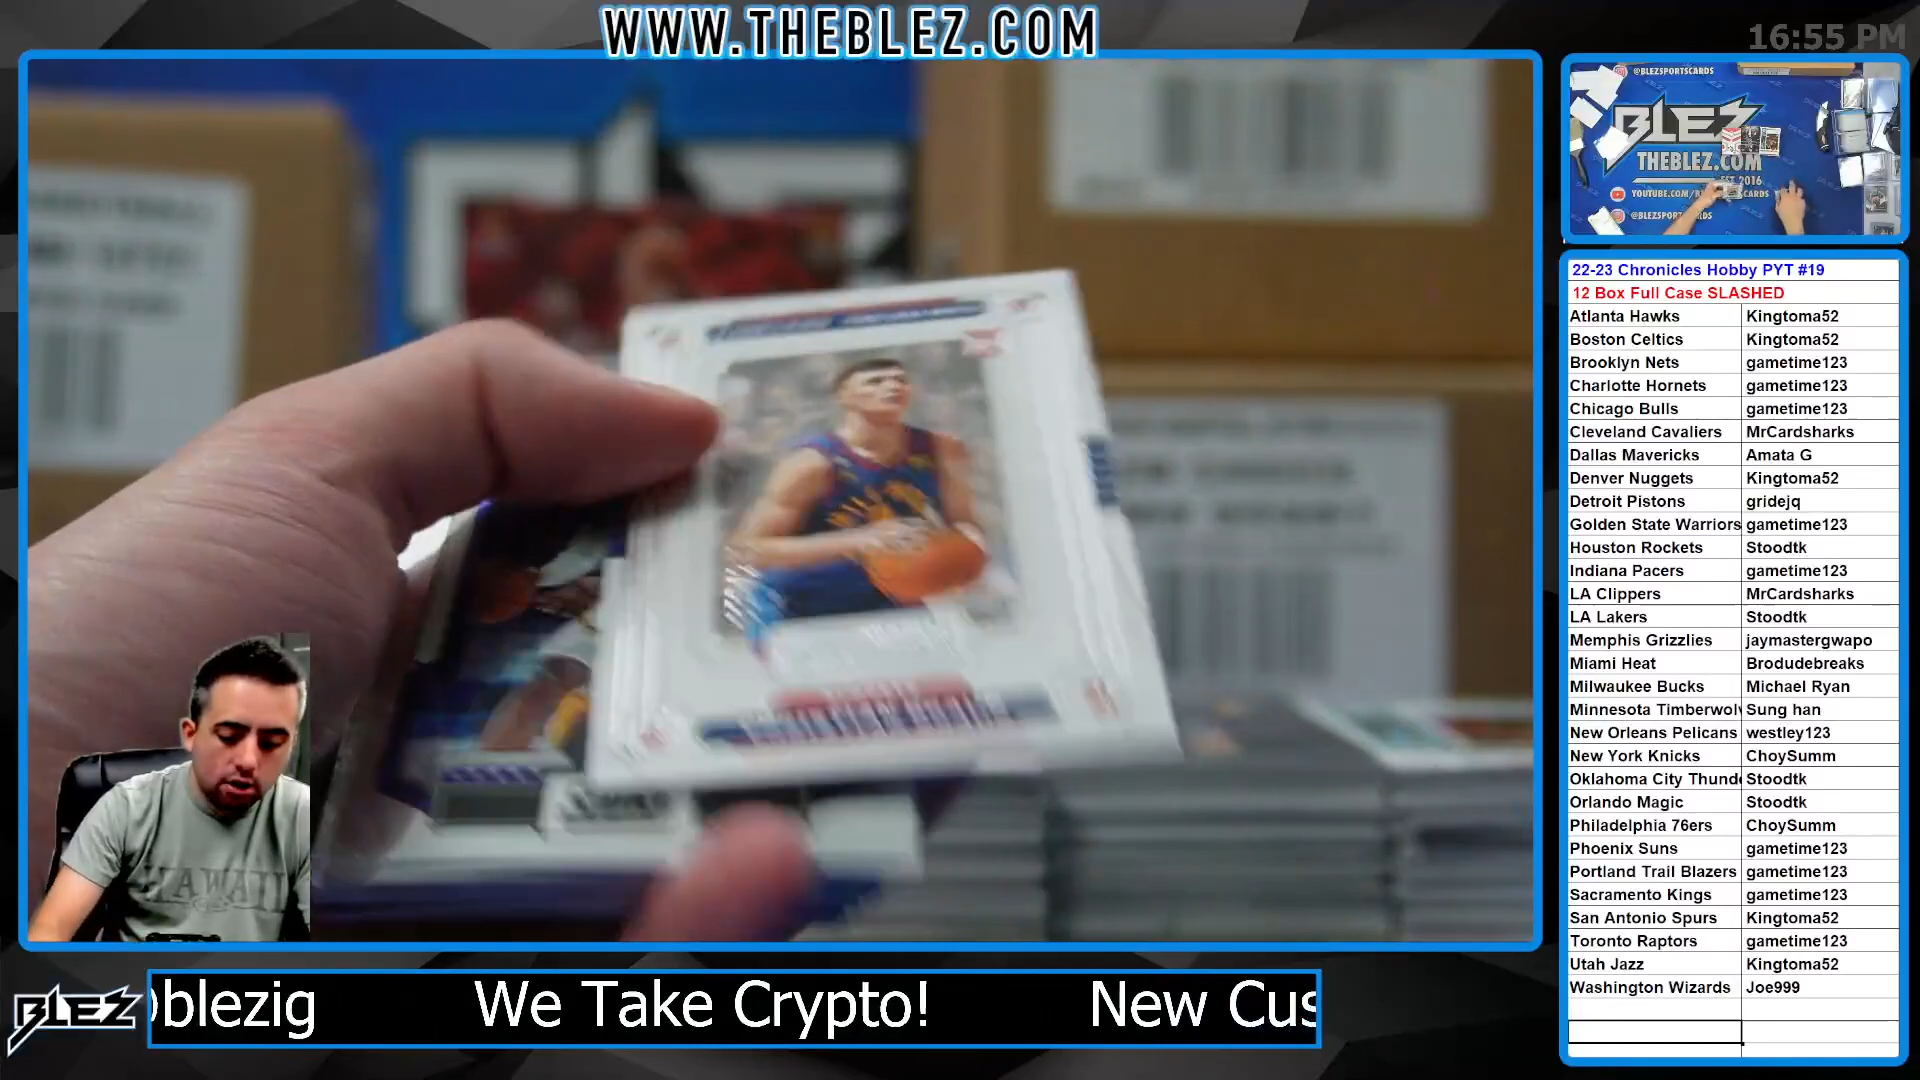 WWW.THEBLEZ.COM
16:55 PM
@BLEZSPORTSCARDS
BLEZ
THEBLEZ.COM
EST 2016
@BLEZSPORTCARDS
22-23 Chronicles Hobby PYT #19
12 Box Full Case SLASHED
Atlanta Hawks Kingtoma52
Boston Celtics Kingtoma52
Brooklyn Nets gametime123
Charlotte Hornets gametime123
Chicago Bulls gametime123
Cleveland Cavaliers MrCardsharks
Dallas Mavericks Amata G
Denver Nuggets Kingtoma52
Detroit Pistons gridejq
Golden State Warriors gametime123
Houston Rockets Stoodtk
Indiana Pacers gametime123
LA Clippers MrCardsharks
LA Lakers Stoodtk
Memphis Grizzlies jaymastergwapo
Miami Heat Brodudebreaks
Milwaukee Bucks Michael Ryan
Minnesota Timberwolv Sung han
New Orleans Pelicans westley123
New York Knicks ChoySumm
Oklahoma City Thund Stoodtk
Orlando Magic Stoodtk
Philadelphia 76ers ChoySumm
Phoenix Suns gametime123
Portland Trail Blazers gametime123
Sacramento Kings gametime123
San Antonio Spurs Kingtoma52
Toronto Raptors gametime123
Utah Jazz Kingtoma52
Washington Wizards Joe999
HAWAII
BLEZ
blezig We Take Crypto! New Cus